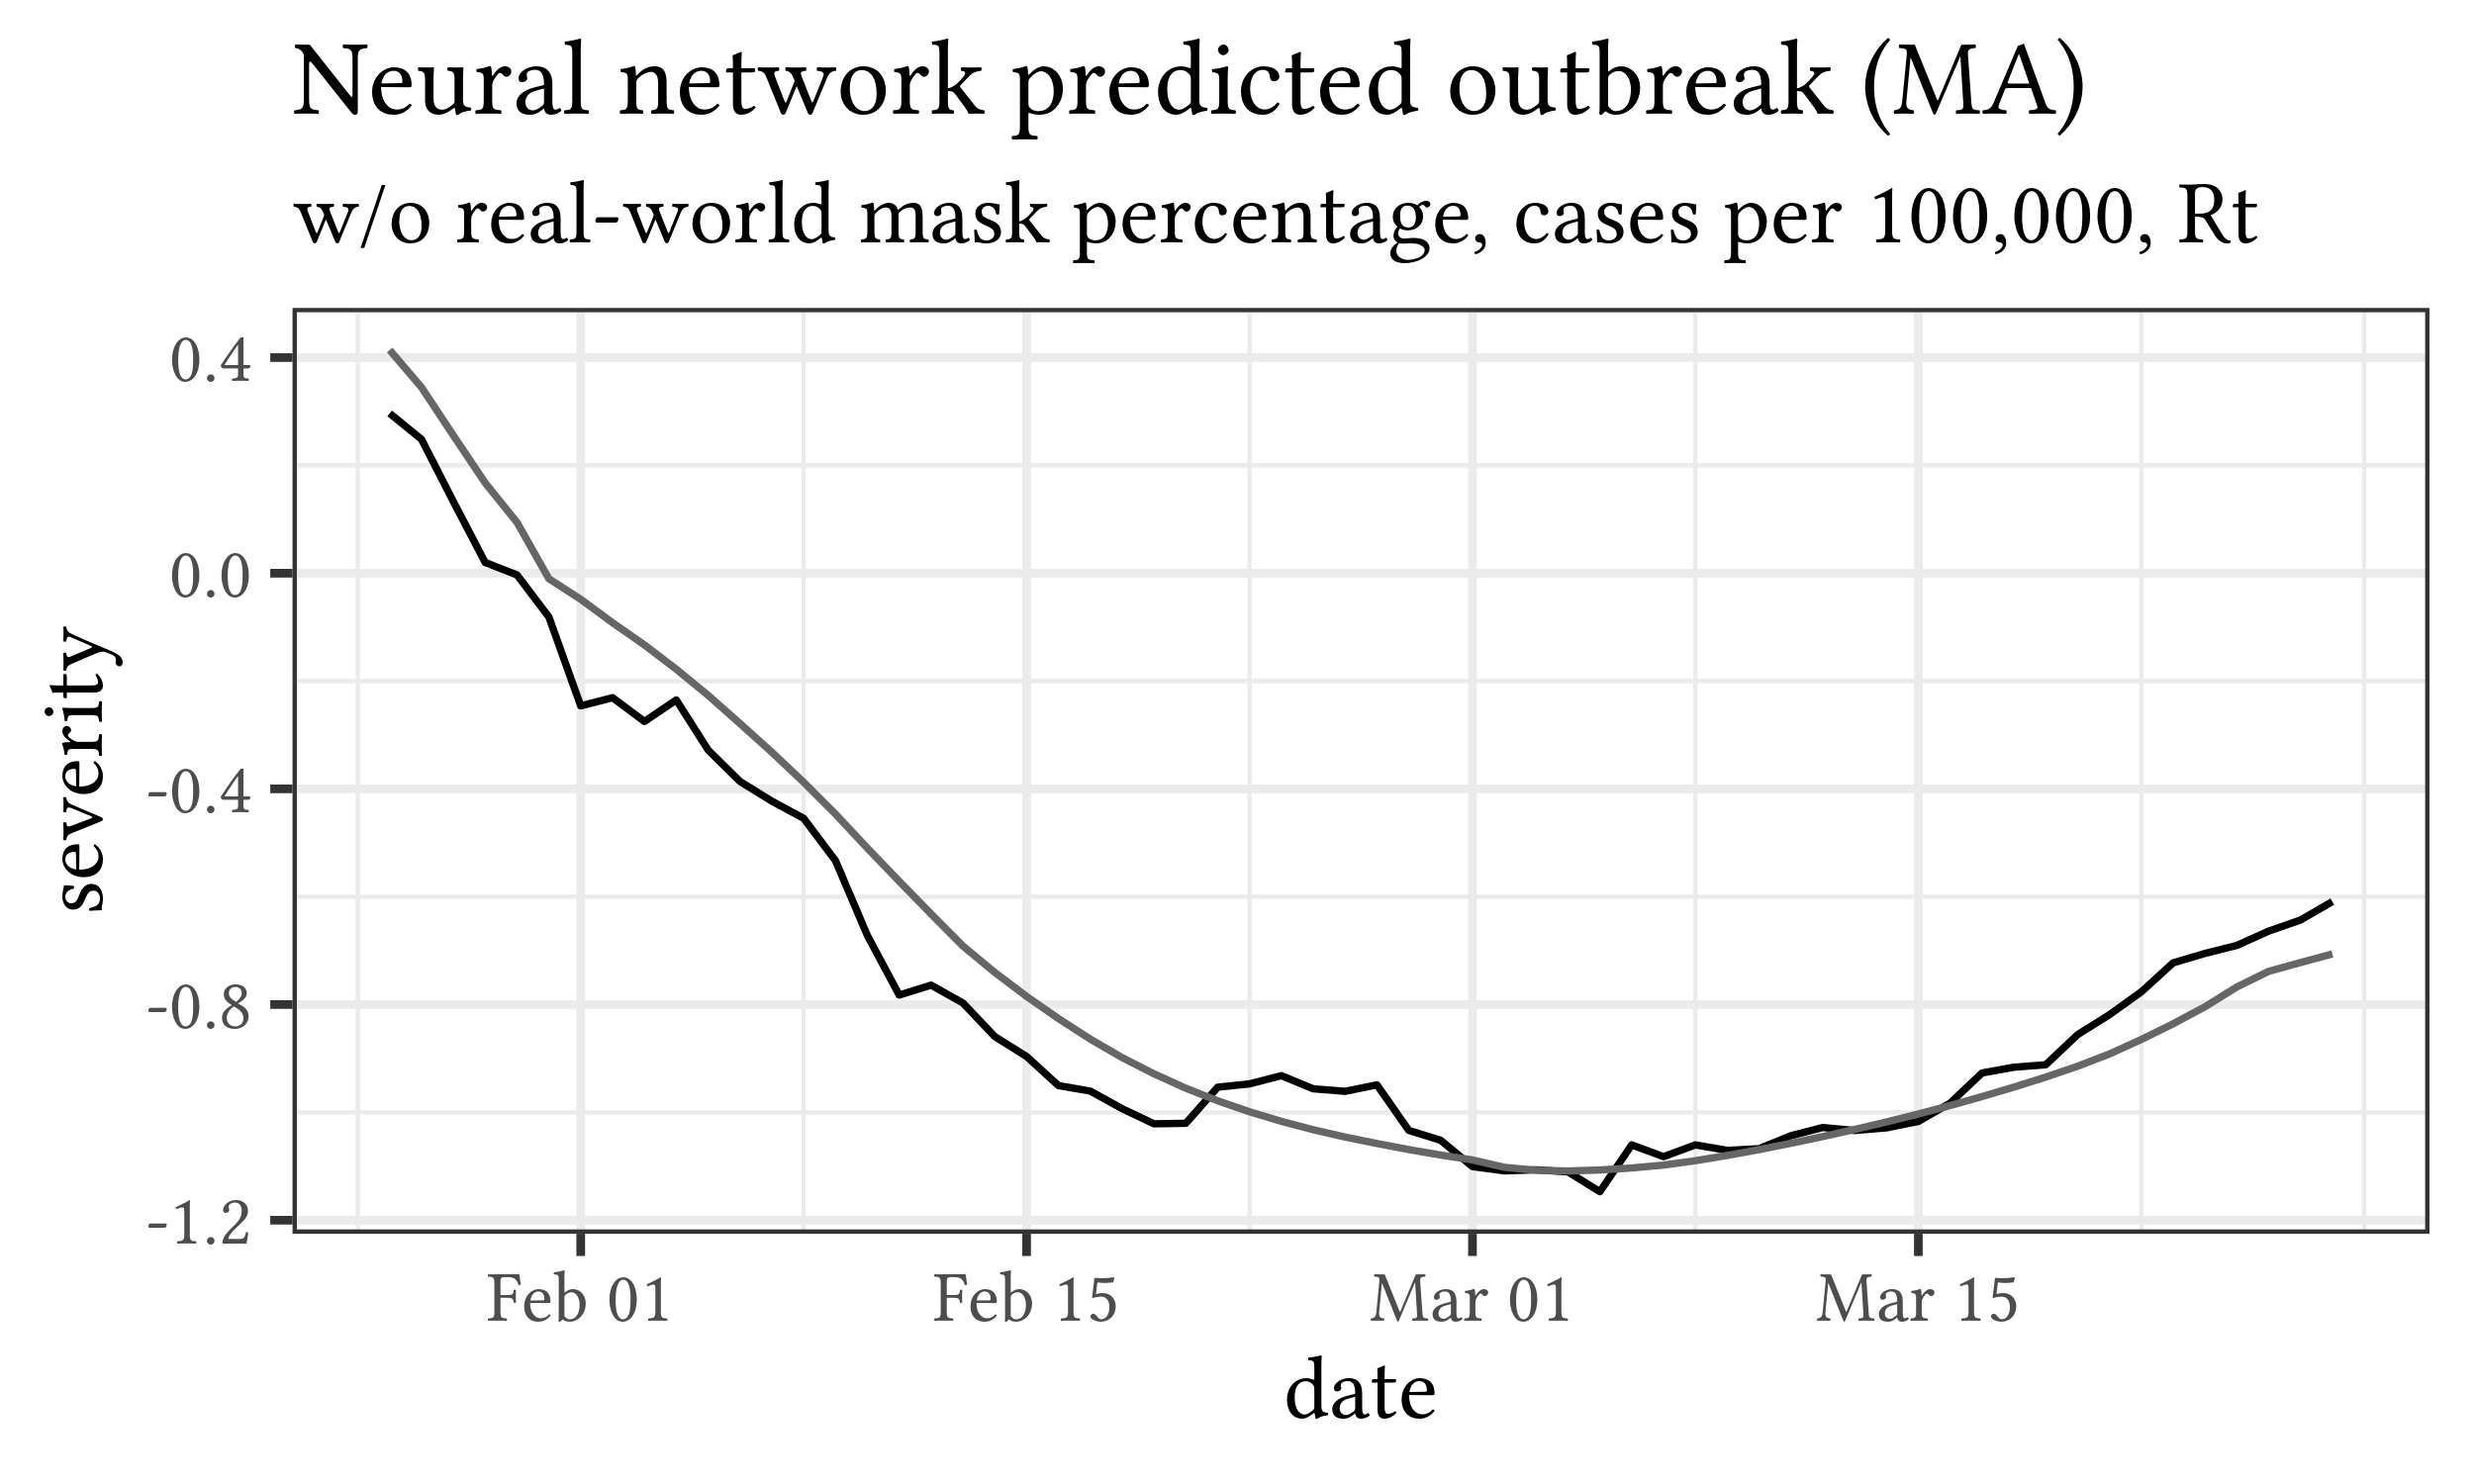 Neural network predicted outbreak (MA)
w/o real-world mask percentage, cases per 100,000, Rt
0.4
0.0
-0.4
-0.8
-1.2
severity
Feb 01 Feb 15 Mar 01 Mar 15
date